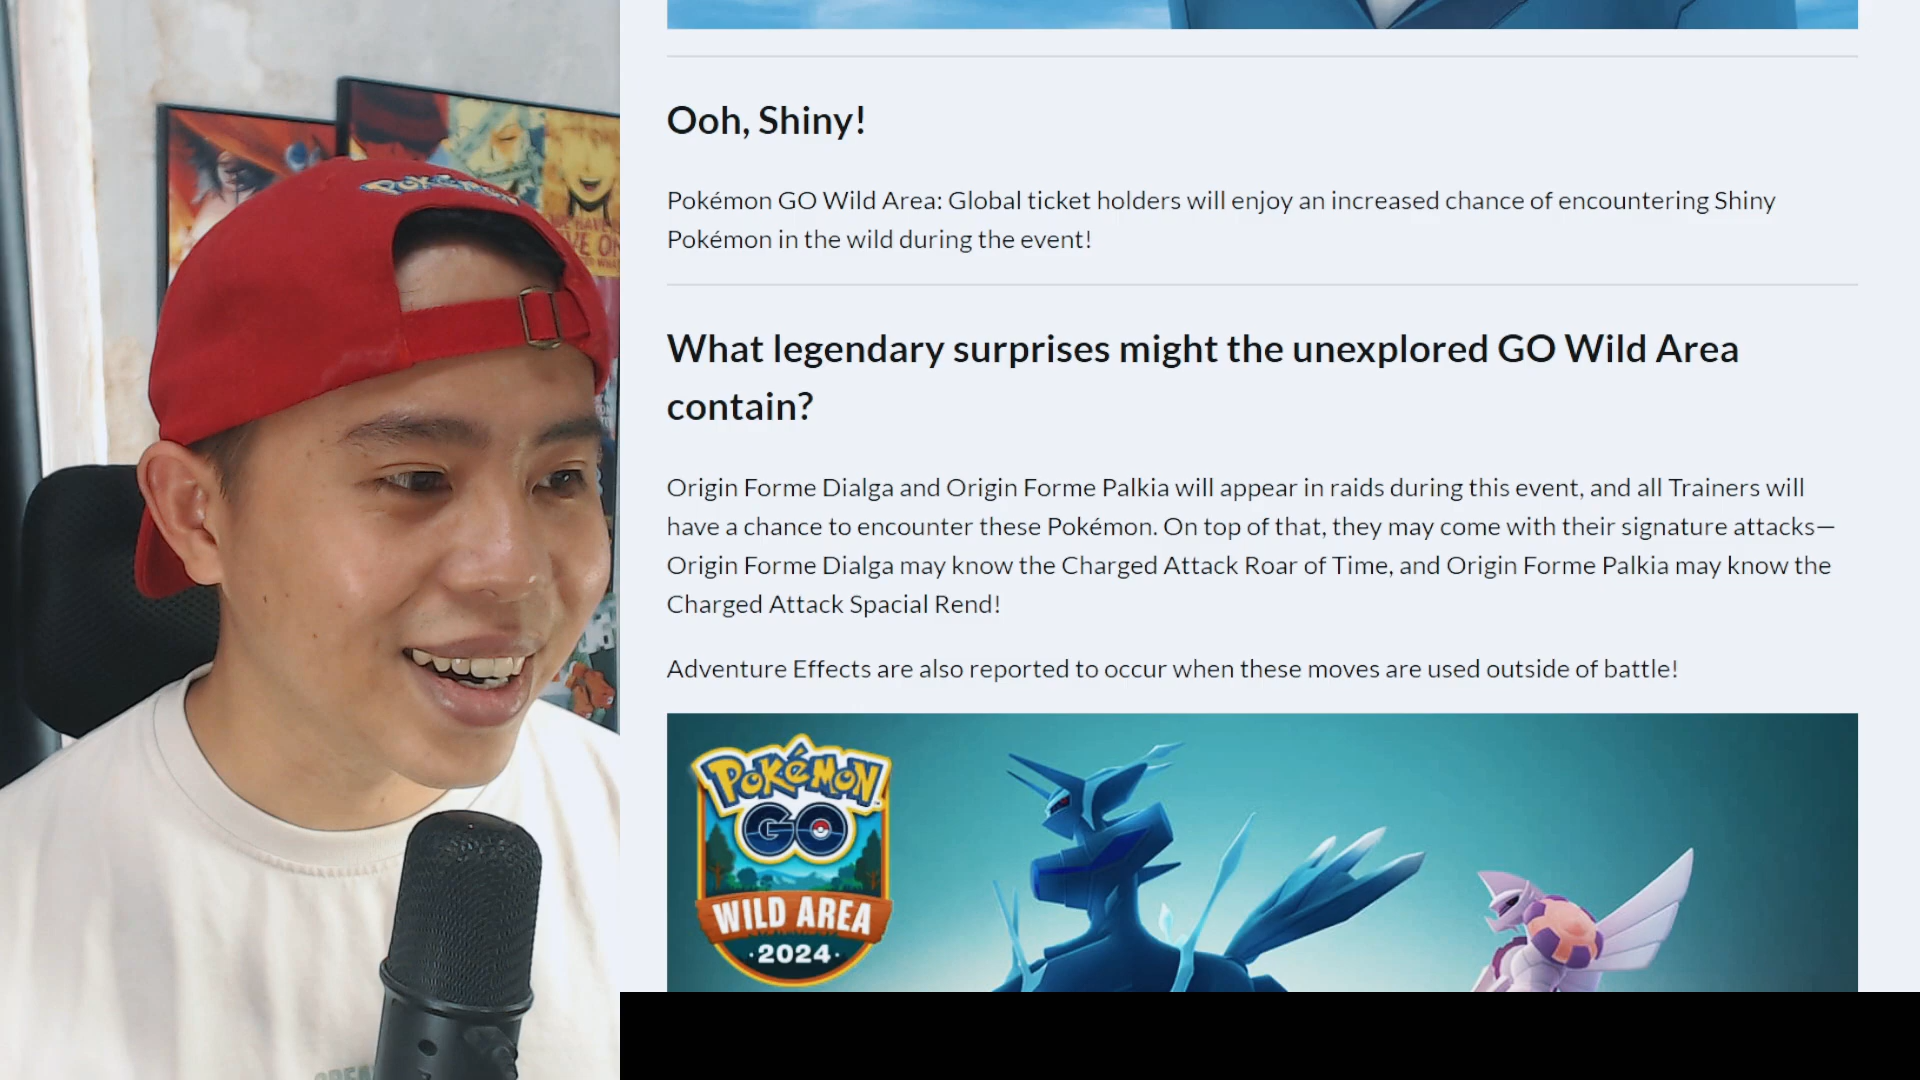 POKéMON
Ooh, Shiny!
Pokémon GO Wild Area: Global ticket holders will enjoy an increased chance of encountering Shiny
Pokémon in the wild during the event!
What legendary surprises might the unexplored GO Wild Area
contain?
Origin Forme Dialga and Origin Forme Palkia will appear in raids during this event, and all Trainers will
have a chance to encounter these Pokémon. On top of that, they may come with their signature attacks—
Origin Forme Dialga may know the Charged Attack Roar of Time, and Origin Forme Palkia may know the
Charged Attack Spacial Rend!
Adventure Effects are also reported to occur when these moves are used outside of battle!
POKéMON
GO
WILD AREA
·2024·